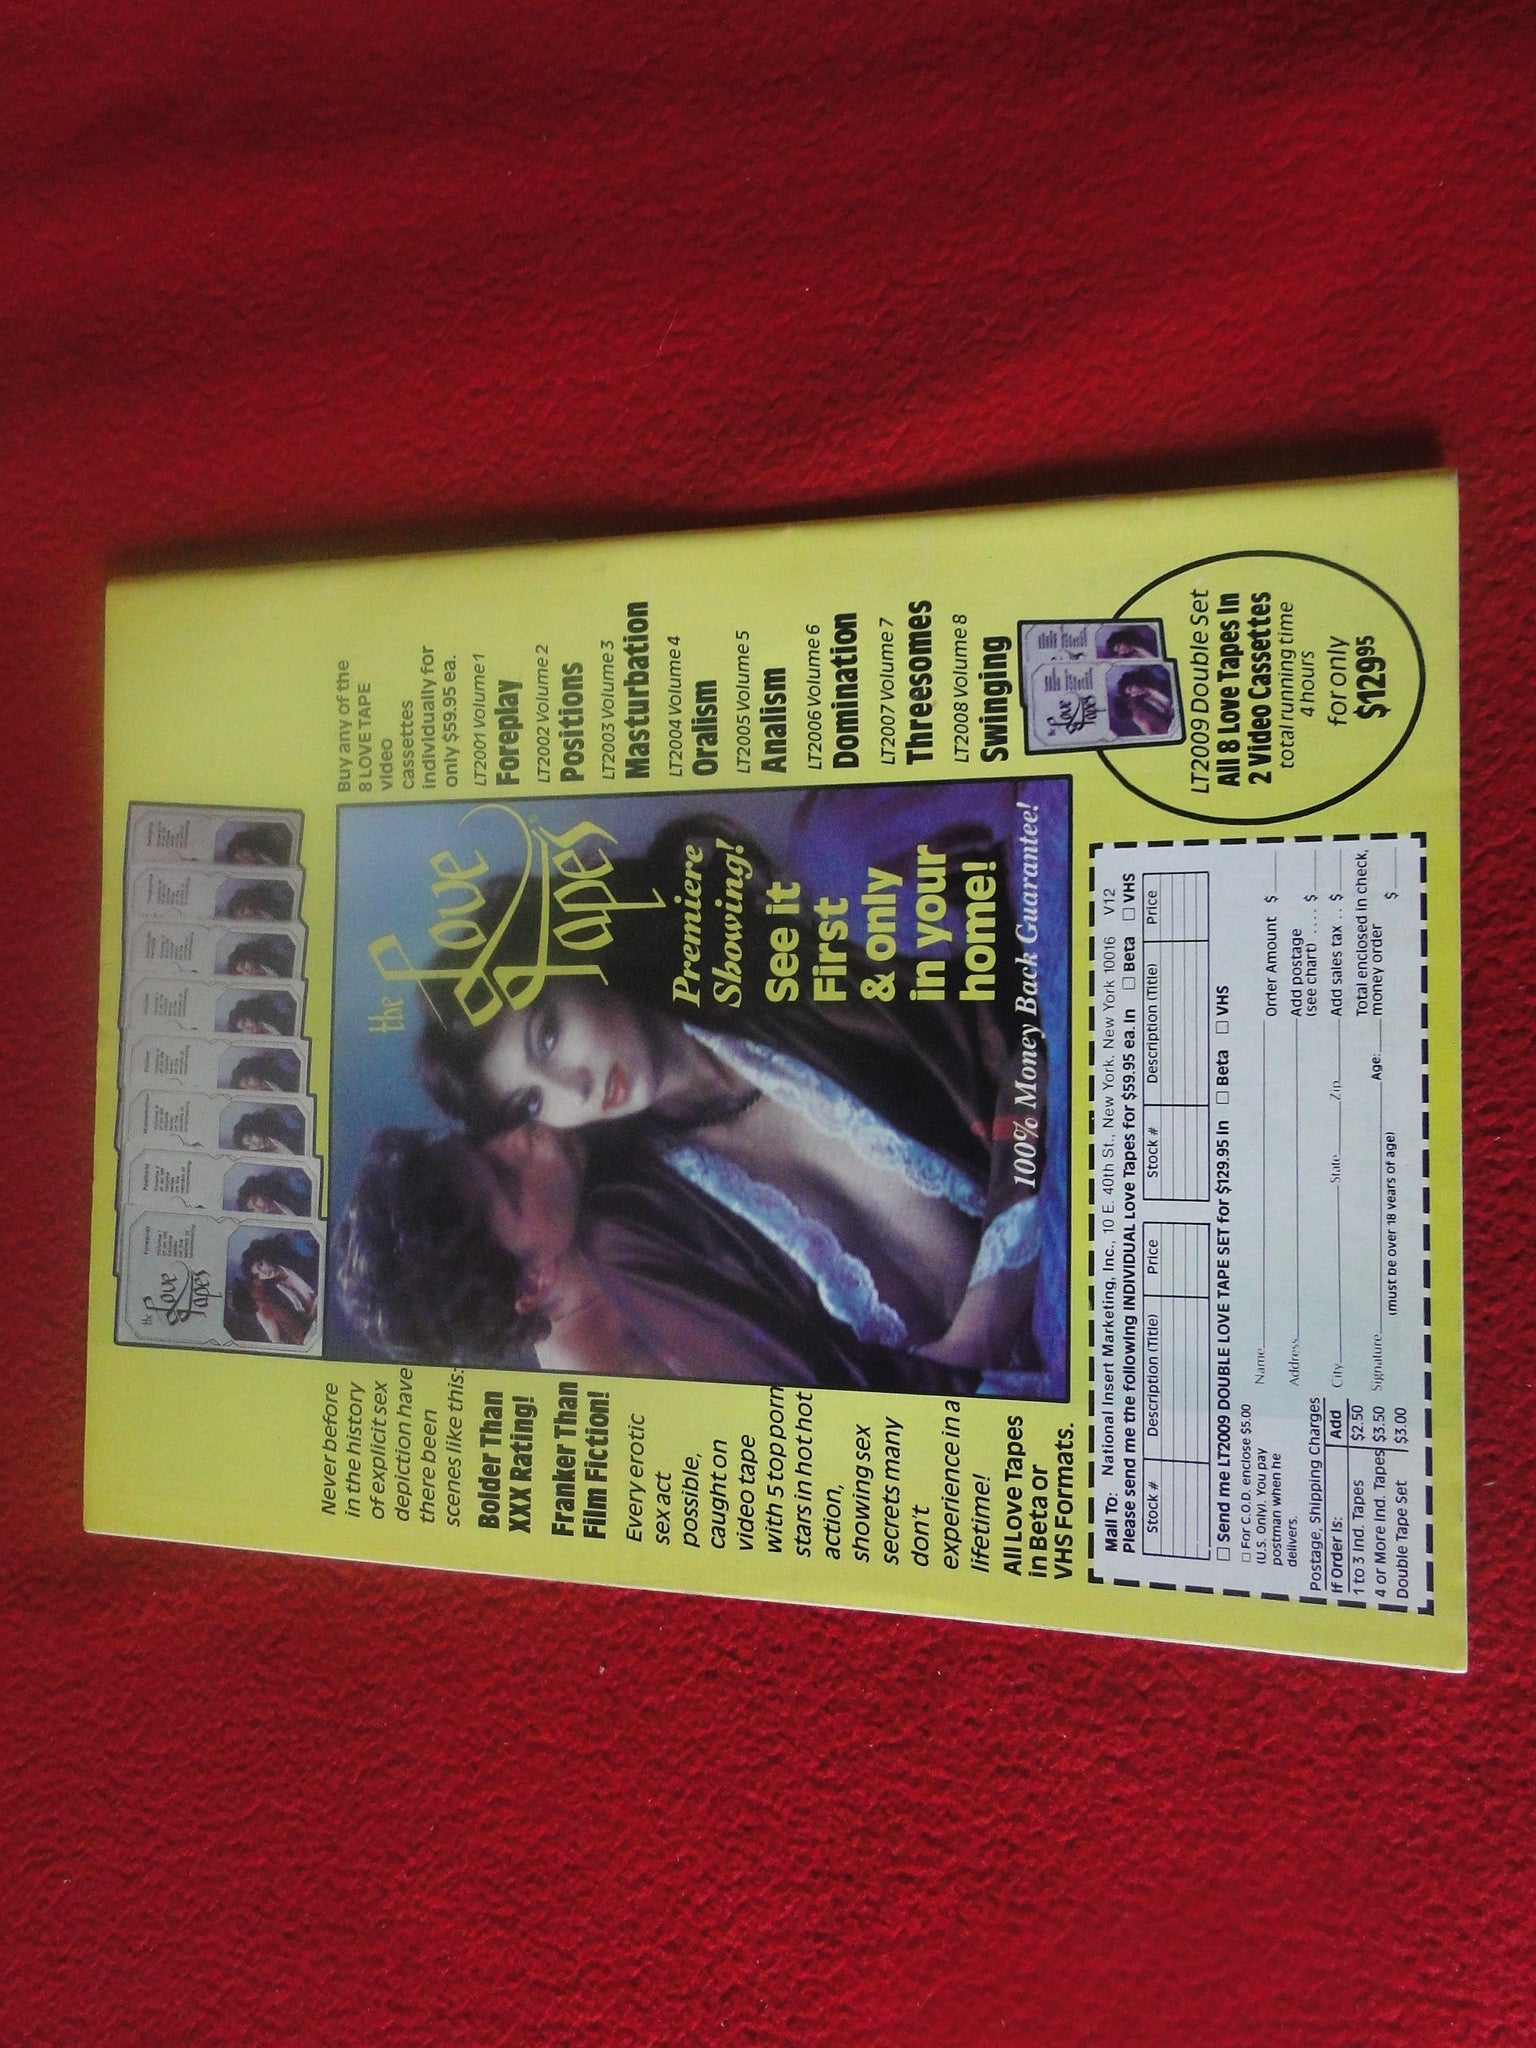 the
Love
Tapes
Foreplay
Never before
in the history
of explicit sex
depiction have
there been
scenes like this:
Bolder Than
XXX Rating!
Franker Than
Film Fiction!
Every erotic
sex act
possible,
caught on
video tape
with 5 top porn
stars in hot hot
action,
showing sex
secrets many
don't
experience in a
lifetime!
All Love Tapes
in Beta or
VHS Formats.
the
Love
Tapes
Premiere
Showing!
See it
First
& only
in your
home!
100% Money Back Guarantee!
Buy any of the
8 LOVE TAPE
video
cassettes
individually for
only $59.95 ea.
LT2001 Volume 1
Foreplay
LT2002 Volume 2
Positions
LT2003 Volume 3
Masturbation
LT2004 Volume 4
Oralism
LT2005 Volume 5
Analism
LT2006 Volume 6
Domination
LT2007 Volume 7
Threesomes
LT2008 Volume 8
Swinging
the
Love
Tapes
LT2009 Double Set
All 8 Love Tapes In
2 Video Cassettes
total running time
4 hours
for only
$129.95
Mail To: National Insert Marketing, Inc., 10 E. 40th St., New York, New York 10016 V12
Please send me the following INDIVIDUAL Love Tapes for $59.95 ea. In □ Beta □ VHS
Stock # Description (Title) Price Stock # Description (Title) Price
□ Send me LT2009 DOUBLE LOVE TAPE SET for $129.95 In □ Beta □ VHS
□ For C.O.D. enclose $5.00
(U.S. Only). You pay
postman when he
delivers.
Postage, Shipping Charges
If Order Is: Add
1 to 3 Ind. Tapes $2.50
4 or More Ind. Tapes $3.50
Double Tape Set $3.00
Name
Address
City State Zip
Signature Age:
(must be over 18 years of age)
Order Amount $
Add postage
(see chart) .... $
Add sales tax .. $
Total enclosed in check,
money order $